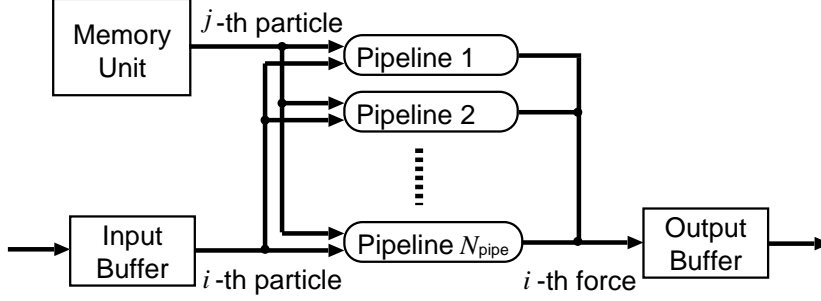 Memory
Unit
j -th particle
Pipeline 1
Pipeline 2
Pipeline Npipe
Input
Buffer
i -th particle
i -th force
Output
Buffer